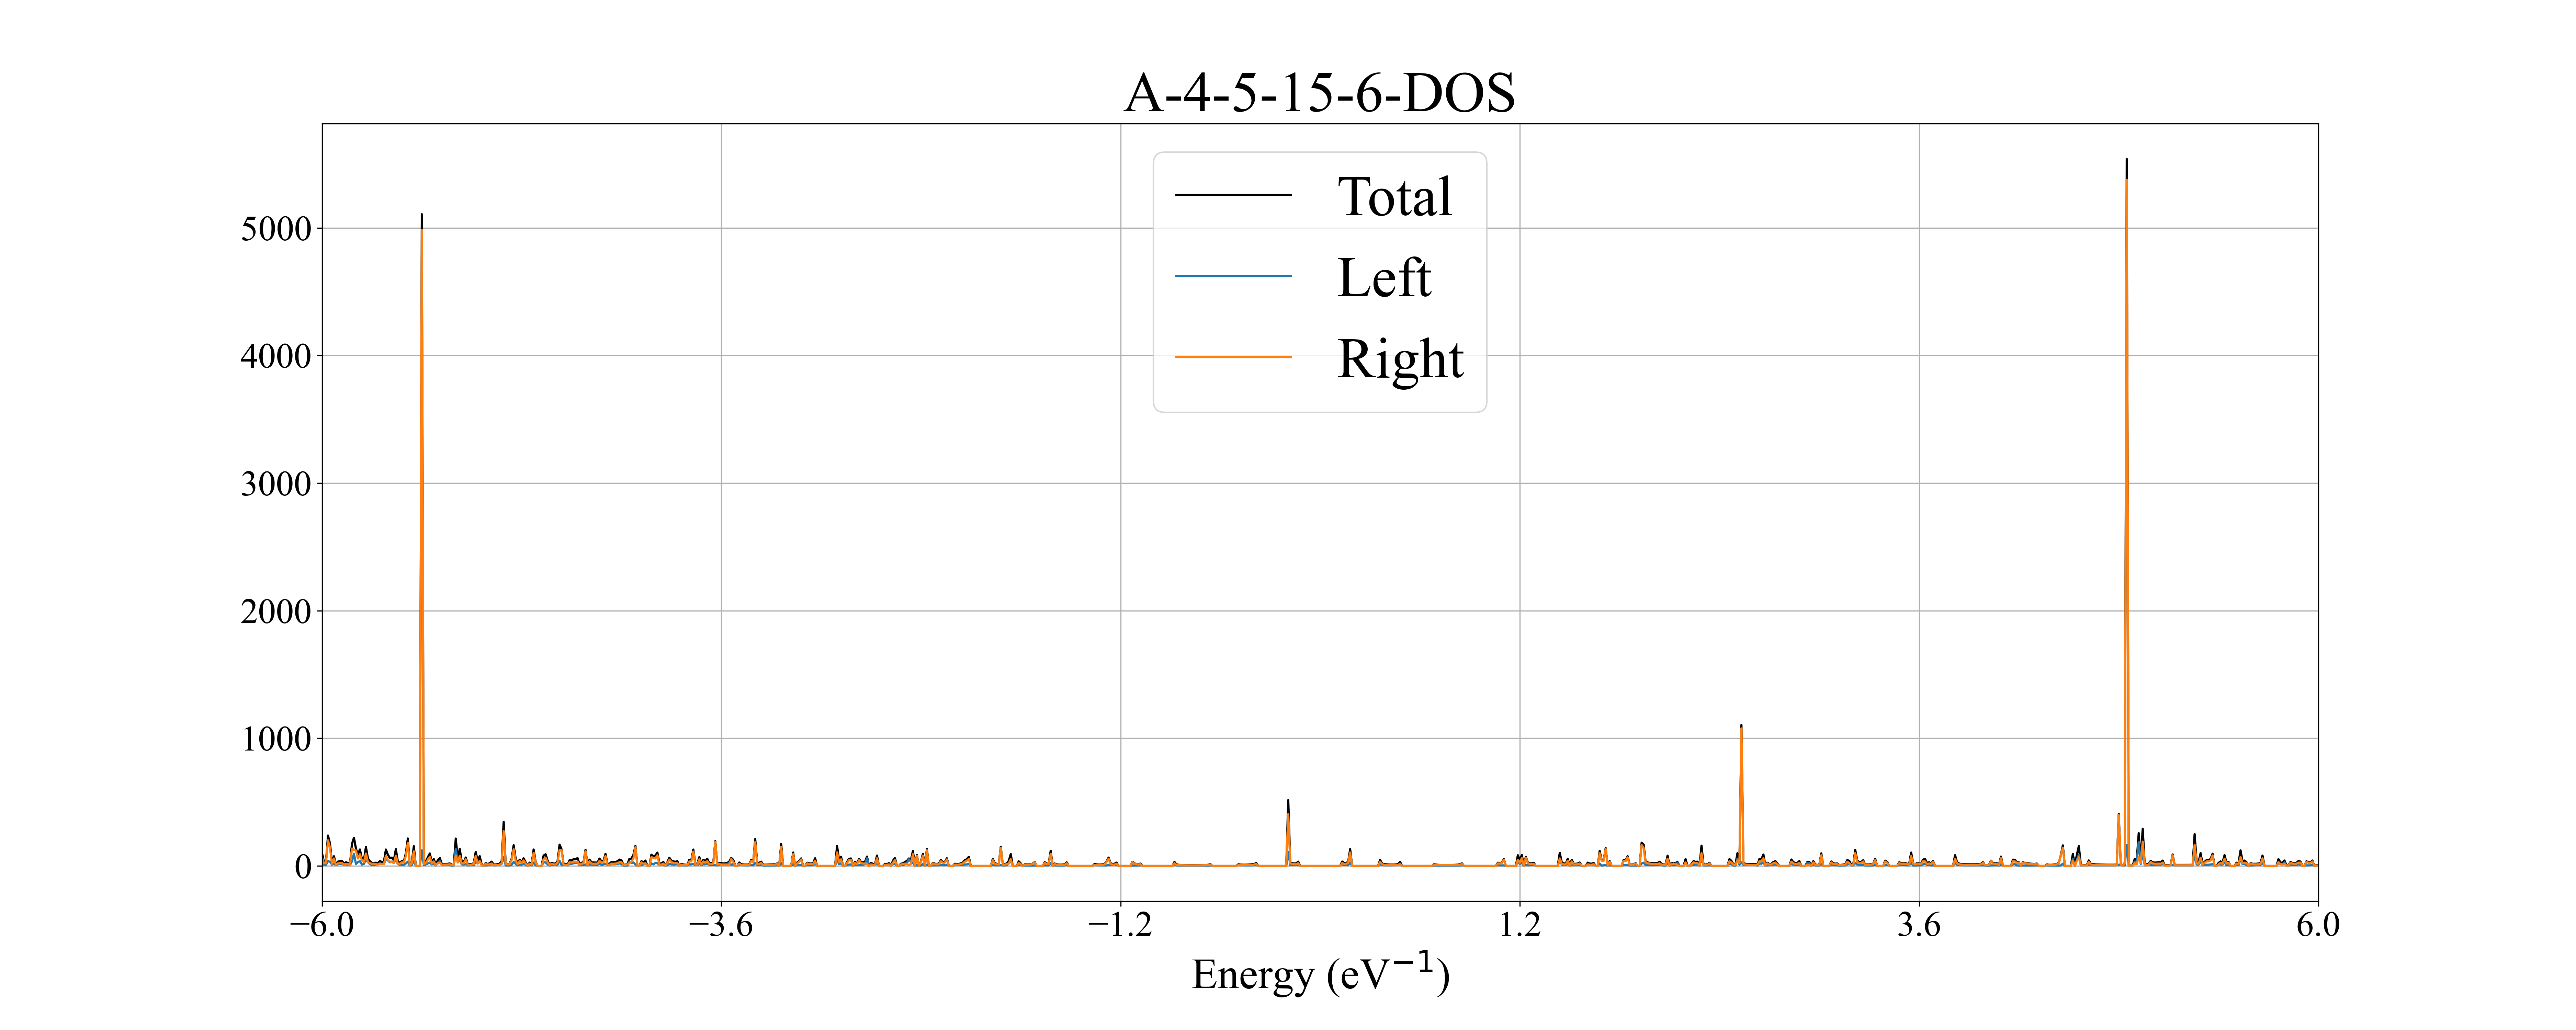 A-4-5-15-6-DOS
Total
Left
Right
5000
4000
3000
2000
1000
0
−6.0 −3.6 −1.2 1.2 3.6 6.0
Energy (eV⁻¹)